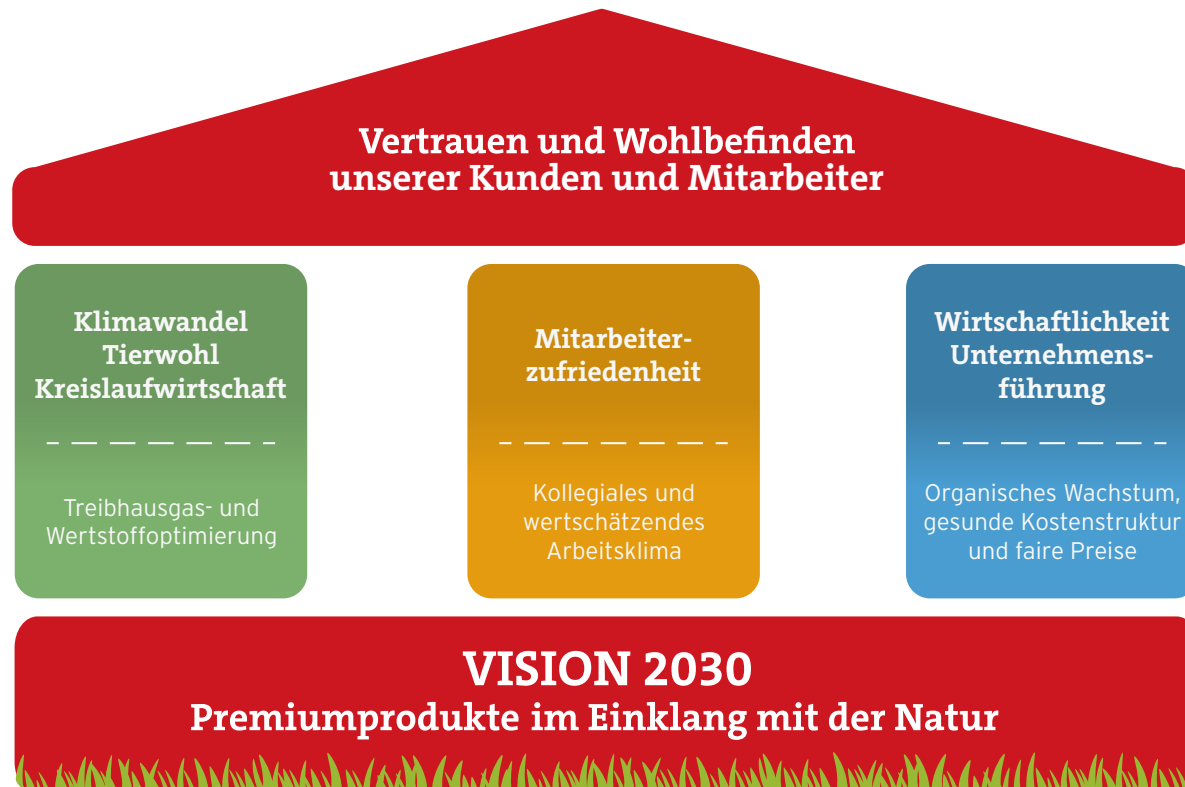 Vertrauen und Wohlbefinden
unserer Kunden und Mitarbeiter
Klimawandel
Tierwohl
Kreislaufwirtschaft
Treibhausgas- und
Wertstoffoptimierung
Mitarbeiter-
zufriedenheit
Kollegiales und
wertschätzendes
Arbeitsklima
Wirtschaftlichkeit
Unternehmens-
führung
Organisches Wachstum,
gesunde Kostenstruktur
und faire Preise
VISION 2030
Premiumprodukte im Einklang mit der Natur